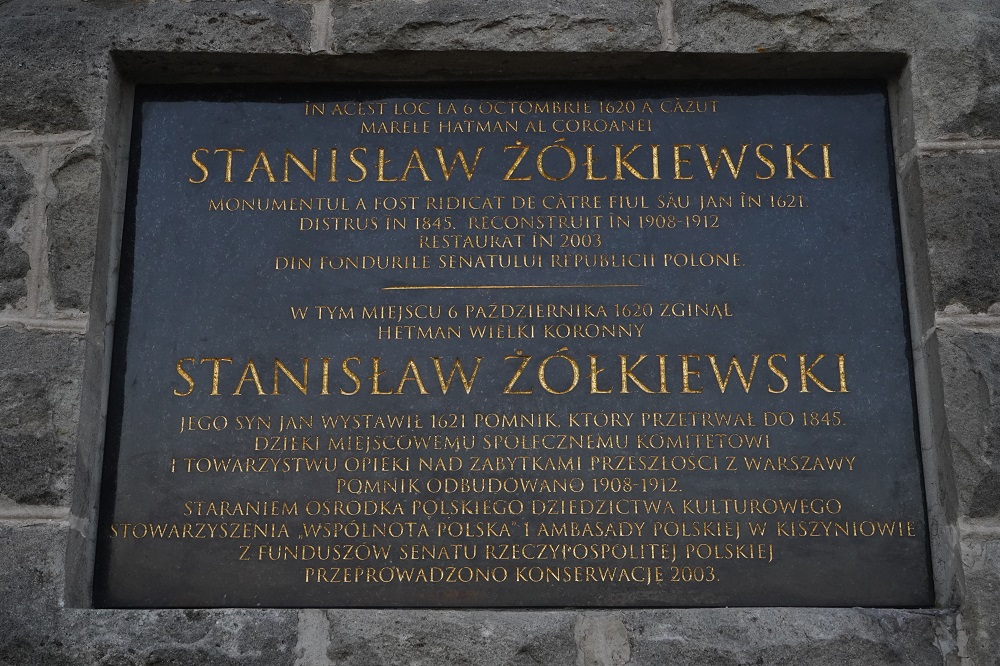 ÎN ACEST LOC LA 6 OCTOMBRIE 1620 A CĂZUT
MARELE HATMAN AL COROANEI
STANISŁAW ŻÓŁKIEWSKI
MONUMENTUL A FOST RIDICAT DE CĂTRE FIUL SĂU JAN ÎN 1621.
DISTRUS IN 1845. RECONSTRUIT ÎN 1908-1912
RESTAURAT ÎN 2003
DIN FONDURILE SENATULUI REPUBLICII POLONE.
W TYM MIEJSCU 6 PAŹDZIERNIKA 1620 ZGINĄŁ
HETMAN WIELKI KORONNY
STANISŁAW ŻÓŁKIEWSKI
JEGO SYN JAN WYSTAWIŁ 1621 POMNIK, KTÓRY PRZETRWAŁ DO 1845.
DZIĘKI MIEJSCOWEMU SPOŁECZNEMU KOMITETOWI
I TOWARZYSTWU OPIEKI NAD ZABYTKAMI PRZESZŁOŚCI Z WARSZAWY
POMNIK ODBUDOWANO 1908-1912.
STARANIEM OŚRODKA POLSKIEGO DZIEDZICTWA KULTUROWEGO
STOWARZYSZENIA „WSPÓLNOTA POLSKA" I AMBASADY POLSKIEJ W KISZYNIOWIE
Z FUNDUSZÓW SENATU RZECZYPOSPOLITEJ POLSKIEJ
PRZEPROWADZONO KONSERWACJĘ 2003.